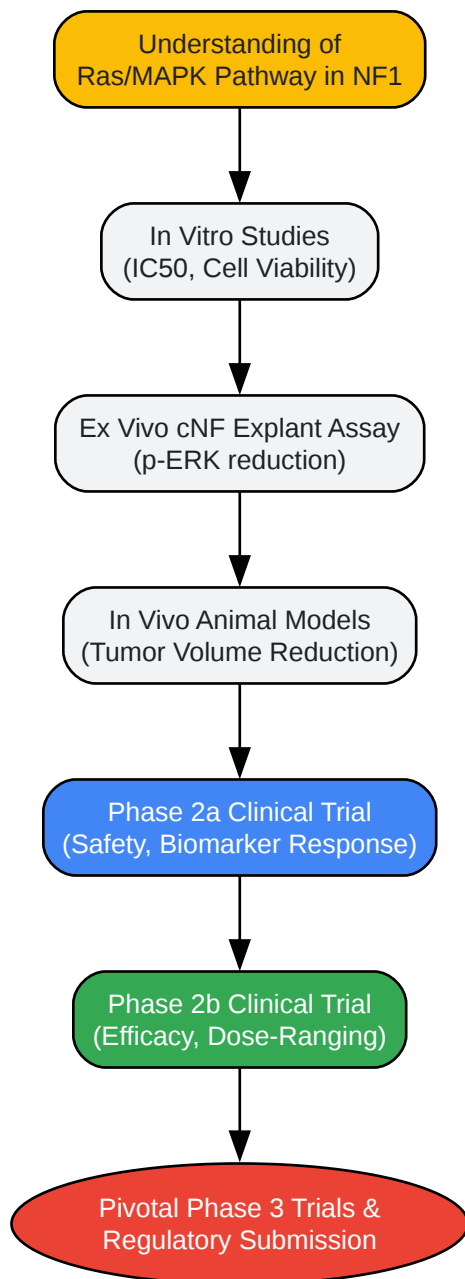 Understanding of
Ras/MAPK Pathway in NF1
In Vitro Studies
(IC50, Cell Viability)
Ex Vivo cNF Explant Assay
(p-ERK reduction)
In Vivo Animal Models
(Tumor Volume Reduction)
Phase 2a Clinical Trial
(Safety, Biomarker Response)
Phase 2b Clinical Trial
(Efficacy, Dose-Ranging)
Pivotal Phase 3 Trials &
Regulatory Submission